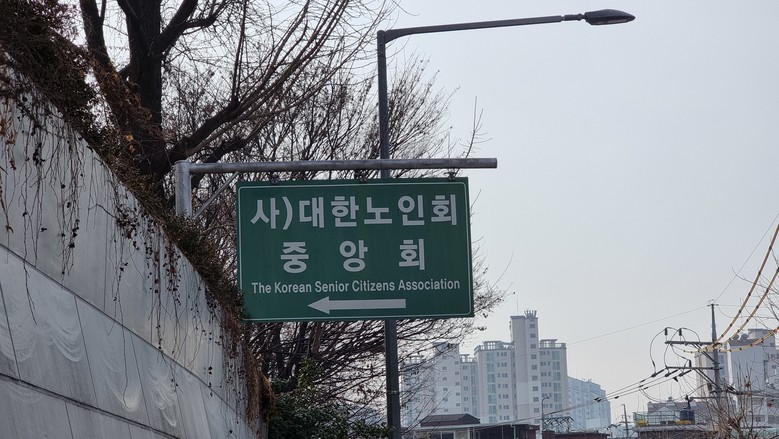 사)대한노인회
중앙회
The Korean Senior Citizens Association